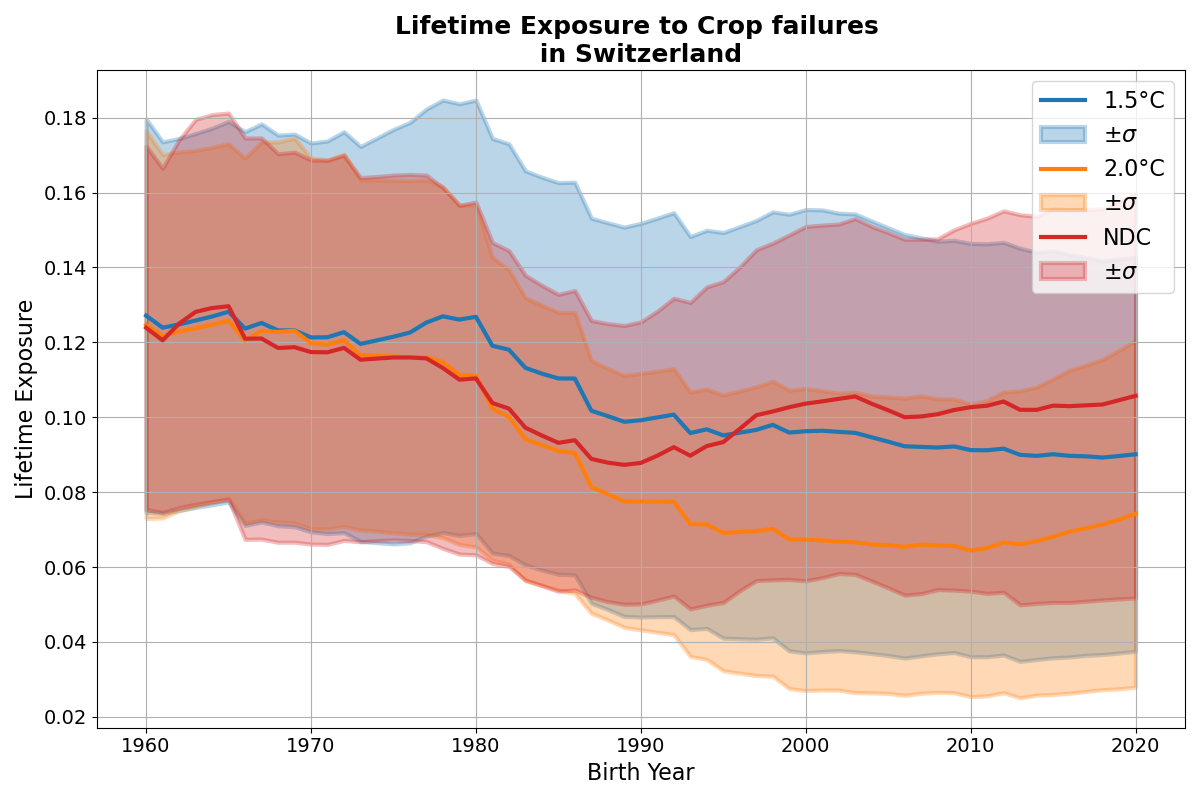 Lifetime Exposure to Crop failures
in Switzerland
1.5°C
±σ
2.0°C
±σ
NDC
±σ
Lifetime Exposure
0.18
0.16
0.14
0.12
0.10
0.08
0.06
0.04
0.02
1960
1970
1980
1990
2000
2010
2020
Birth Year